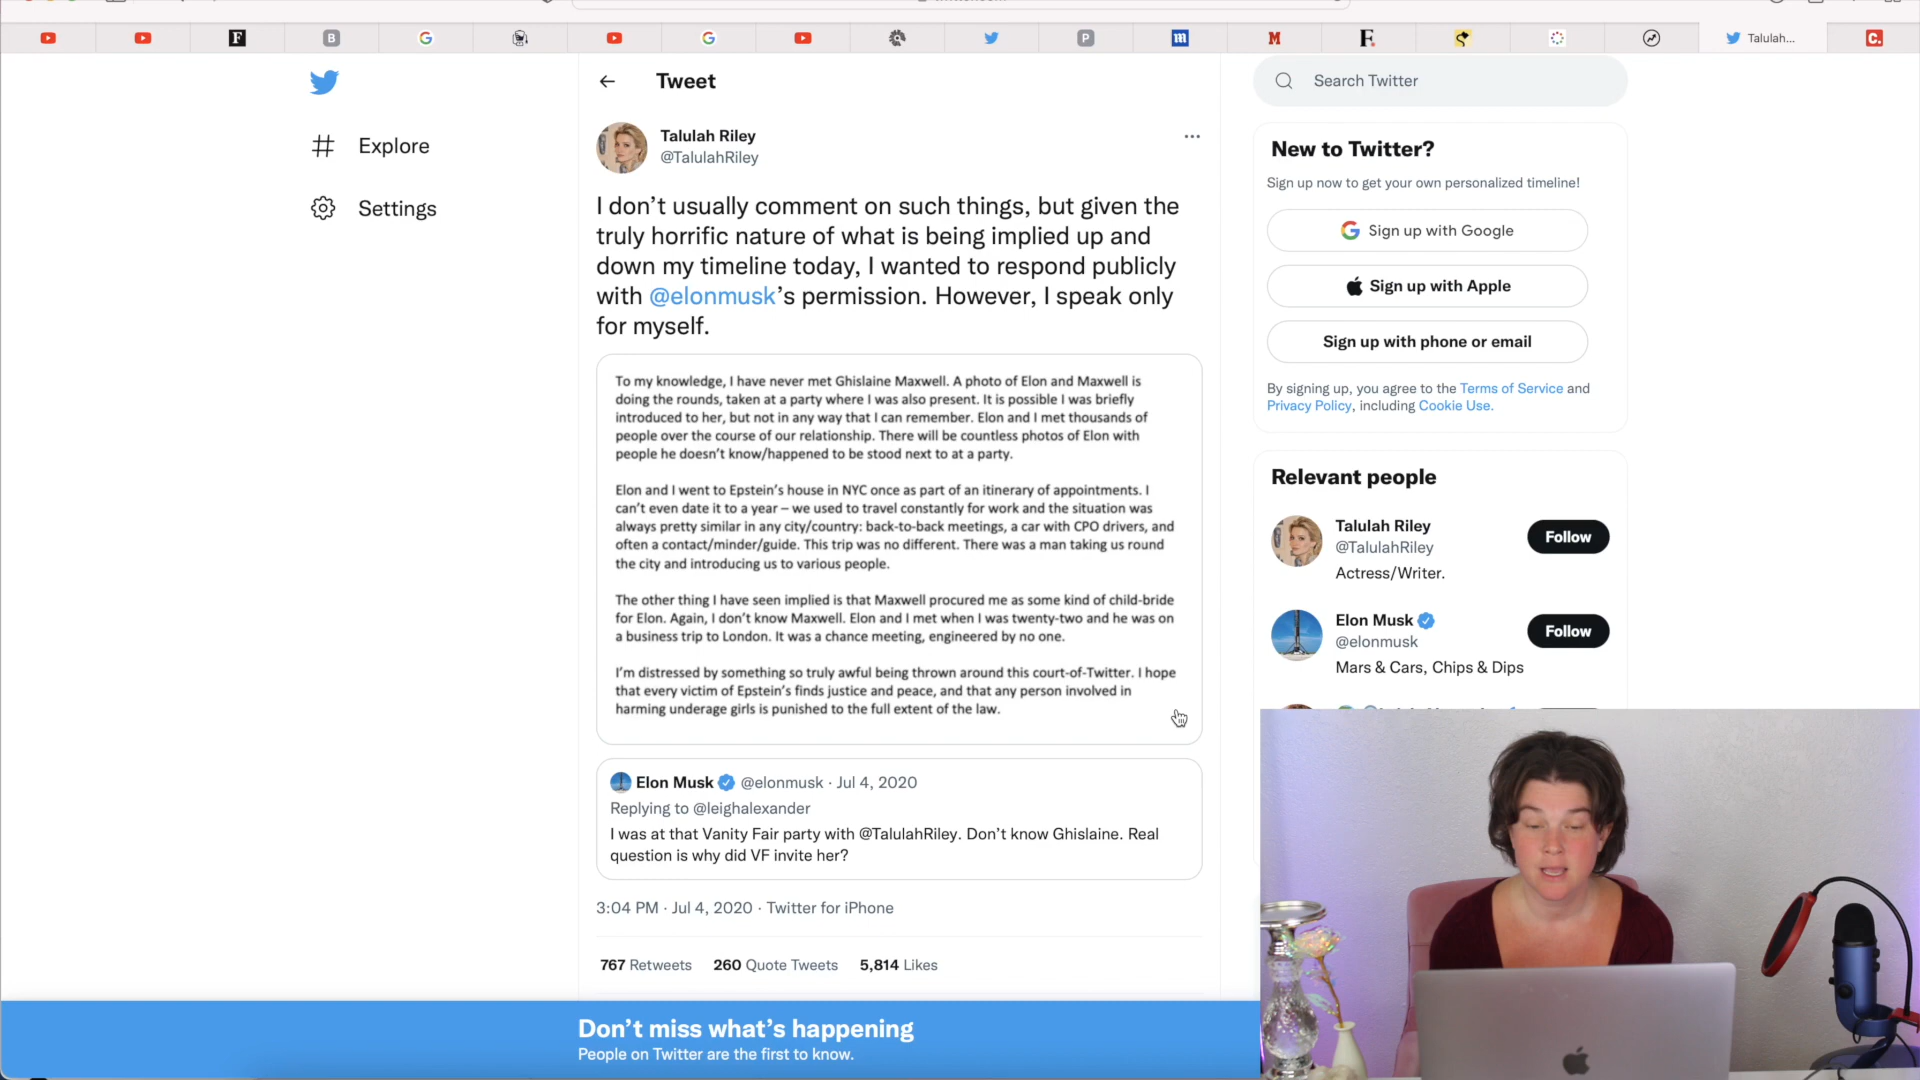 Talulah...
Explore
Settings
Tweet
Talulah Riley
@TalulahRiley
I don't usually comment on such things, but given the
truly horrific nature of what is being implied up and
down my timeline today, I wanted to respond publicly
with @elonmusk's permission. However, I speak only
for myself.
To my knowledge, I have never met Ghislaine Maxwell. A photo of Elon and Maxwell is
doing the rounds, taken at a party where I was also present. It is possible I was briefly
introduced to her, but not in any way that I can remember. Elon and I met thousands of
people over the course of our relationship. There will be countless photos of Elon with
people he doesn't know/happened to be stood next to at a party.
Elon and I went to Epstein's house in NYC once as part of an itinerary of appointments. I
can't even date it to a year – we used to travel constantly for work and the situation was
always pretty similar in any city/country: back-to-back meetings, a car with CPO drivers, and
often a contact/minder/guide. This trip was no different. There was a man taking us round
the city and introducing us to various people.
The other thing I have seen implied is that Maxwell procured me as some kind of child-bride
for Elon. Again, I don't know Maxwell. Elon and I met when I was twenty-two and he was on
a business trip to London. It was a chance meeting, engineered by no one.
I'm distressed by something so truly awful being thrown around this court-of-Twitter. I hope
that every victim of Epstein's finds justice and peace, and that any person involved in
harming underage girls is punished to the full extent of the law.
Elon Musk @elonmusk · Jul 4, 2020
Replying to @leighalexander
I was at that Vanity Fair party with @TalulahRiley. Don't know Ghislaine. Real
question is why did VF invite her?
3:04 PM · Jul 4, 2020 · Twitter for iPhone
767 Retweets 260 Quote Tweets 5,814 Likes
Search Twitter
New to Twitter?
Sign up now to get your own personalized timeline!
Sign up with Google
Sign up with Apple
Sign up with phone or email
By signing up, you agree to the Terms of Service and
Privacy Policy, including Cookie Use.
Relevant people
Talulah Riley
@TalulahRiley
Follow
Actress/Writer.
Elon Musk
@elonmusk
Follow
Mars & Cars, Chips & Dips
Don't miss what's happening
People on Twitter are the first to know.